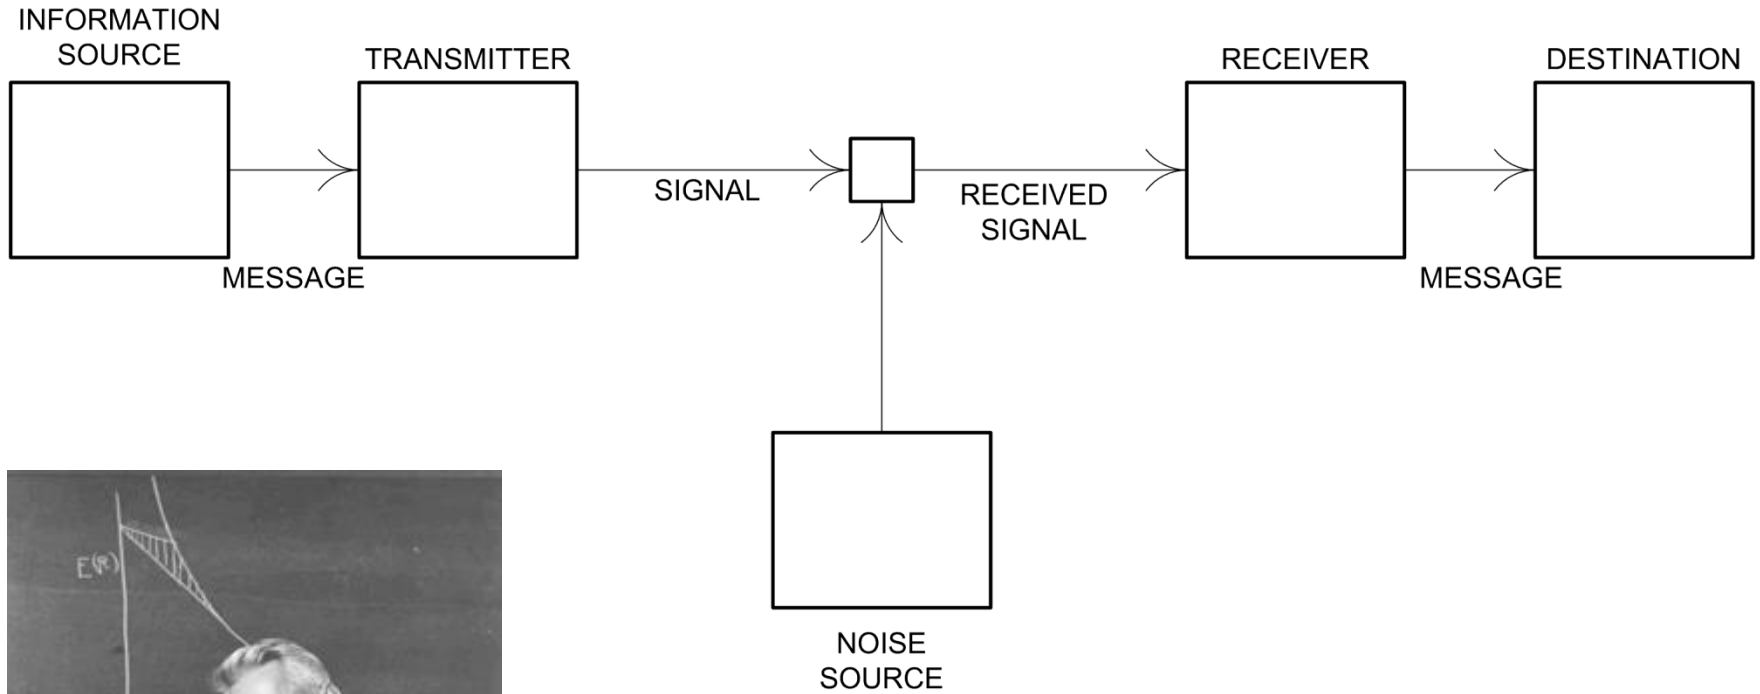 INFORMATION
SOURCE
TRANSMITTER
RECEIVER
DESTINATION
SIGNAL
RECEIVED
SIGNAL
MESSAGE
MESSAGE
NOISE
SOURCE
E(R)